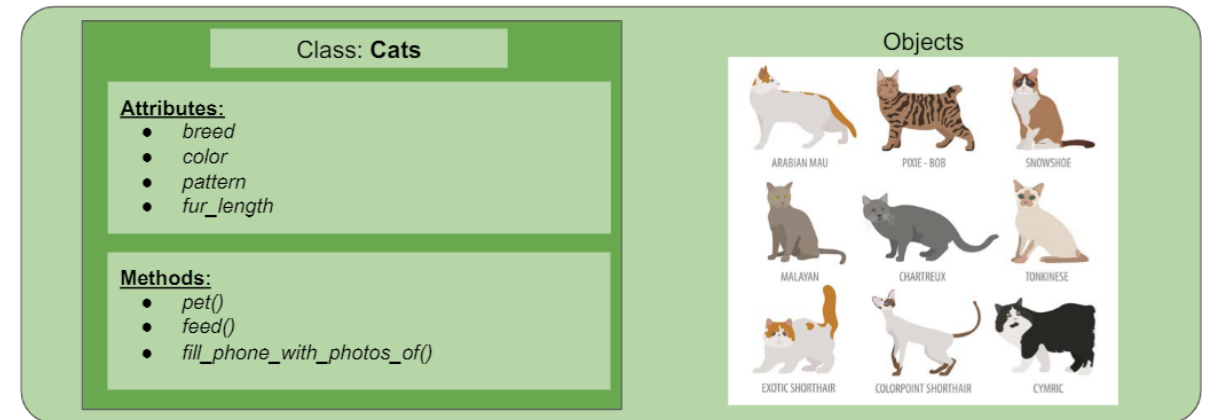 Class: Cats
Attributes:
● breed
● color
● pattern
● fur_length
Methods:
● pet()
● feed()
● fill_phone_with_photos_of()
Objects
ARABIAN MAU
PIXIE - BOB
SNOWSHOE
MALAYAN
CHARTREUX
TONKINESE
EXOTIC SHORTHAIR
COLORPOINT SHORTHAIR
CYMRIC